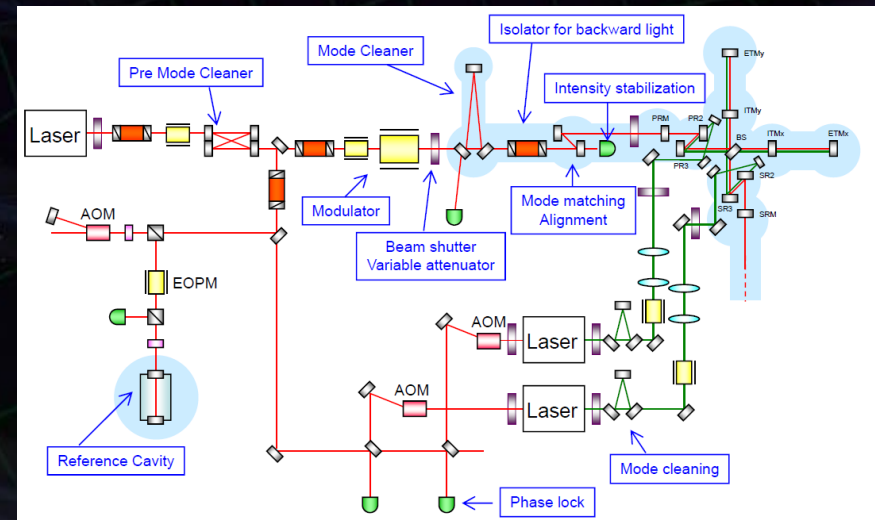 Mode Cleaner
Isolator for backward light
Pre Mode Cleaner
Intensity stabilization
Laser
Modulator
Beam shutter
Variable attenuator
Mode matching
Alignment
PRM
PR2
PR3
BS
ITMy
ETMy
ITMx
ETMx
SR2
SR3
SRM
AOM
EOPM
Reference Cavity
AOM
Laser
AOM
Laser
Mode cleaning
Phase lock